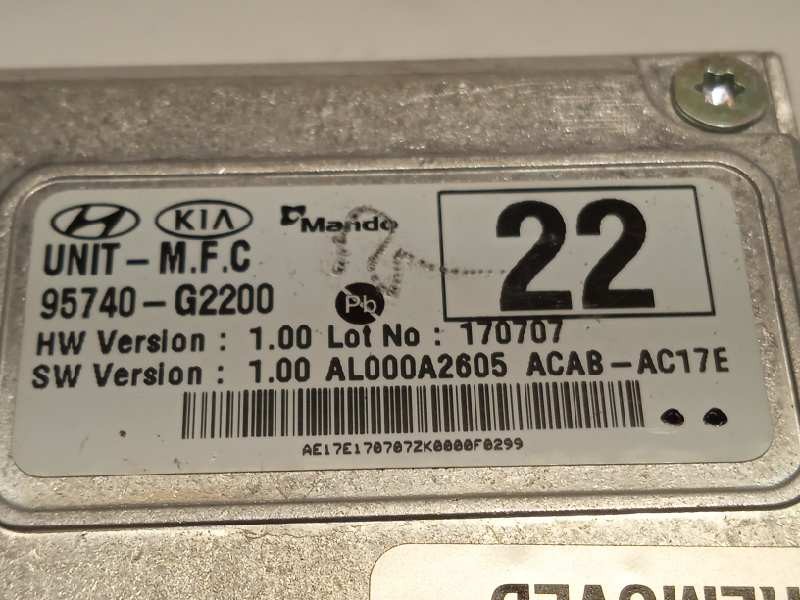 KIA Mando 22
UNIT-M.F.C
95740-G2200 Pb
HW Version : 1.00 Lot No : 170707
SW Version : 1.00 AL000A2605 ACAB-AC17E
AE17E170707ZK0000F0299